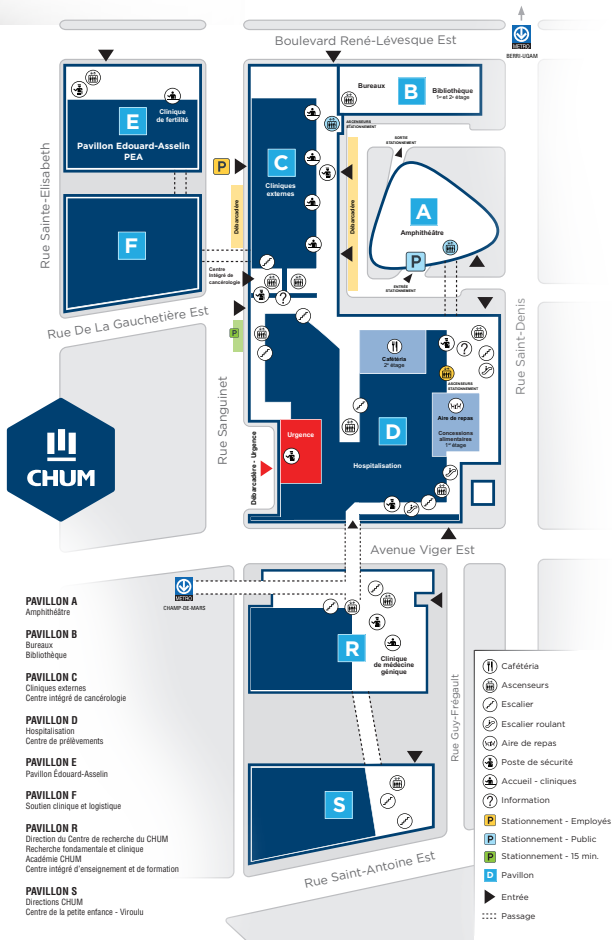 Boulevard René-Lévesque Est
METRO
BERRI-UQAM
Bureaux
B
Bibliothèque
1er et 2e étage
E
Clinique
de fertilité
Pavillon Edouard-Asselin
PEA
ASCENSEURS
STATIONNEMENT
SORTIE
STATIONNEMENT
Rue Sainte-Elisabeth
P
C
Cliniques
externes
Débarcadère
Débarcadère
A
Amphithéâtre
F
P
ENTRÉE
STATIONNEMENT
Centre
Intégré de
cancérologie
?
Rue De La Gauchetière Est
P
Rue Saint-Denis
Rue Sanguinet
Cafétéria
2e étage
?
ASCENSEURS
STATIONNEMENT
Aire de repas
Concessions
alimentaires
1er étage
CHUM
Urgence
D
Hospitalisation
Débarcadère - Urgence
Avenue Viger Est
METRO
CHAMP-DE-MARS
R
Clinique
de médecine
génique
Rue Guy-Frégault
S
Rue Saint-Antoine Est
PAVILLON A
Amphithéâtre
PAVILLON B
Bureaux
Bibliothèque
PAVILLON C
Cliniques externes
Centre intégré de cancérologie
PAVILLON D
Hospitalisation
Centre de prélèvements
PAVILLON E
Pavillon Édouard-Asselin
PAVILLON F
Soutien clinique et logistique
PAVILLON R
Direction du Centre de recherche du CHUM
Recherche fondamentale et clinique
Académie CHUM
Centre intégré d'enseignement et de formation
PAVILLON S
Directions CHUM
Centre de la petite enfance - Viroulu
Cafétéria
Ascenseurs
Escalier
Escalier roulant
Aire de repas
Poste de sécurité
Accueil - cliniques
? Information
P Stationnement - Employés
P Stationnement - Public
P Stationnement - 15 min.
D Pavillon
Entrée
Passage